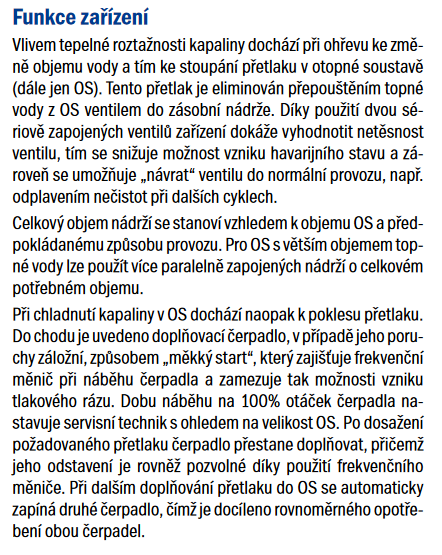 Funkce zařízení
Vlivem tepelné roztažnosti kapaliny dochází při ohřevu ke změ-
ně objemu vody a tím ke stoupání přetlaku v otopné soustavě
(dále jen OS). Tento přetlak je eliminován přepouštěním topné
vody z OS ventilem do zásobní nádrže. Díky použití dvou sé-
riově zapojených ventilů zařízení dokáže vyhodnotit netěsnost
ventilu, tím se snižuje možnost vzniku havarijního stavu a zá-
roveň se umožňuje „návrat“ ventilu do normální provozu, např.
odplavením nečistot při dalších cyklech.
Celkový objem nádrží se stanoví vzhledem k objemu OS a před-
pokládanému způsobu provozu. Pro OS s větším objemem top-
né vody lze použít více paralelně zapojených nádrží o celkovém
potřebném objemu.
Při chladnutí kapaliny v OS dochází naopak k poklesu přetlaku.
Do chodu je uvedeno doplňovací čerpadlo, v případě jeho poru-
chy záložní, způsobem „měkký start“, který zajišťuje frekvenční
měnič při náběhu čerpadla a zamezuje tak možnosti vzniku
tlakového rázu. Dobu náběhu na 100% otáček čerpadla na-
stavuje servisní technik s ohledem na velikost OS. Po dosažení
požadovaného přetlaku čerpadlo přestane doplňovat, přičemž
jeho odstavení je rovněž pozvolné díky použití frekvenčního
měniče. Při dalším doplňování přetlaku do OS se automaticky
zapíná druhé čerpadlo, čímž je docíleno rovnoměrného opotře-
bení obou čerpadel.